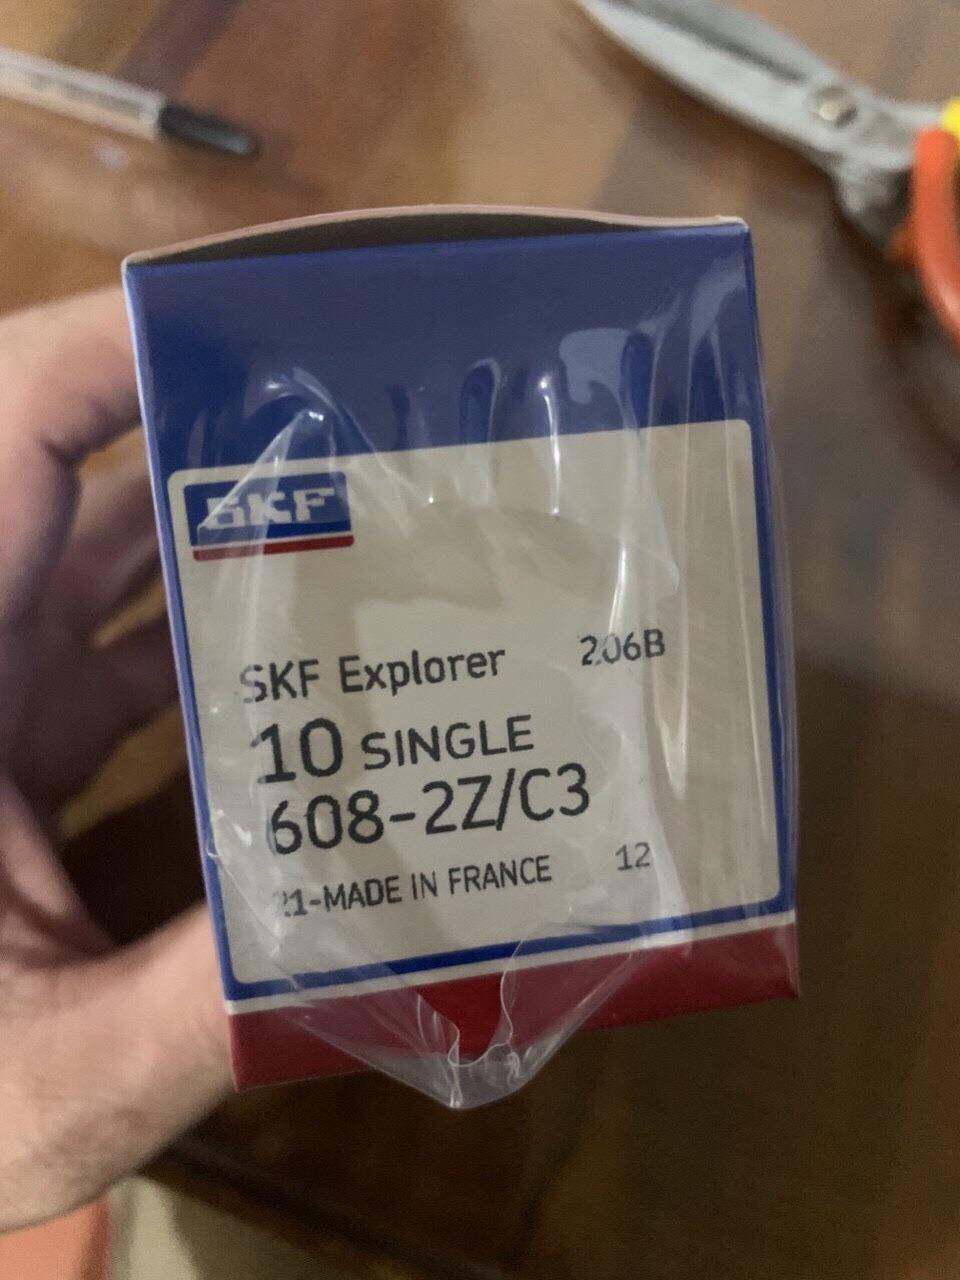 SKF
SKF Explorer 206B
10 SINGLE
608-2Z/C3
21-MADE IN FRANCE 12